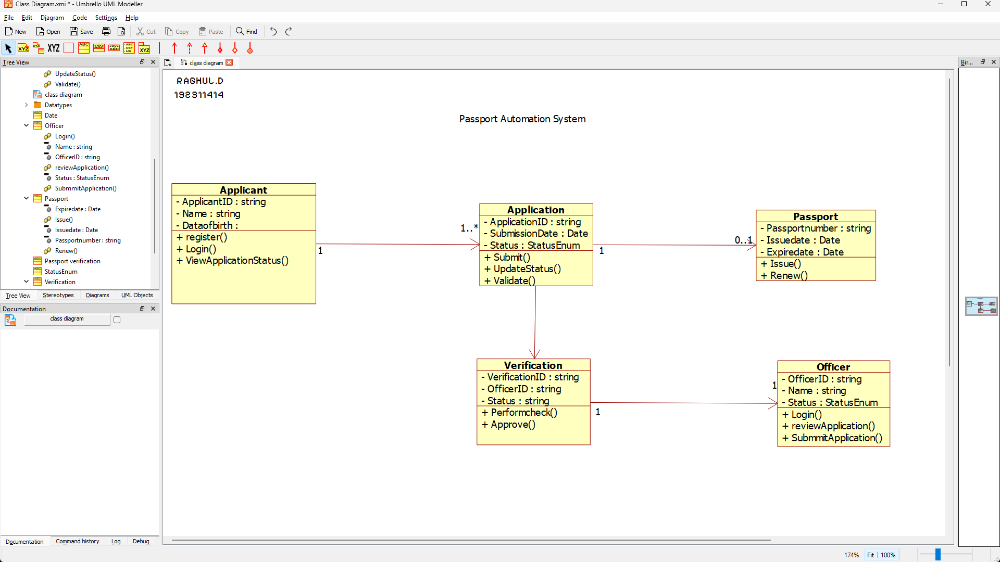 Class Diagram.xmi * - Umbrello UML Modeller
File Edit Diagram Code Settings Help
New Open Save Cut Copy Paste Find
XYZ
Tree View
class diagram
Bir...
UpdateStatus()
Validate()
class diagram
Datatypes
Date
Officer
Login()
Name : string
OfficerID : string
reviewApplication()
Status : StatusEnum
SubmmitApplication()
Passport
Expiredate : Date
Issue()
Issuedate : Date
Passportnumber : string
Renew()
Passport verification
StatusEnum
Verification
Tree View Stereotypes Diagrams UML Objects
Documentation
class diagram
RAGHUL.D
192311414
Passport Automation System
Applicant
- ApplicantID : string
- Name : string
- Dataofbirth :
+ register()
+ Login()
+ ViewApplicationStatus()
1
1..*
Application
- ApplicationID : string
- SubmissionDate : Date
- Status : StatusEnum
+ Submit()
+ UpdateStatus()
+ Validate()
1
0..1
Passport
- Passportnumber : string
- Issuedate : Date
- Expiredate : Date
+ Issue()
+ Renew()
Verification
- VerificationID : string
- OfficerID : string
- Status : string
+ Performcheck()
+ Approve()
1
1
Officer
- OfficerID : string
- Name : string
- Status : StatusEnum
+ Login()
+ reviewApplication()
+ SubmmitApplication()
Documentation Command history Log Debug
174% Fit 100%